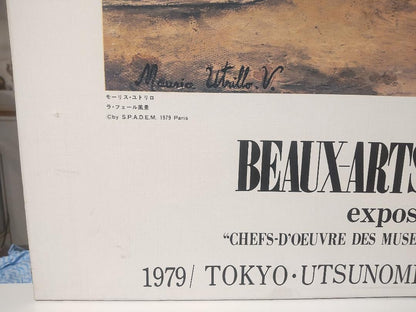 Maurice Utrillo. V.
モーリス・ユトリロ
ラ・フェール風景
©by S.P.A.D.E.M. 1979 Paris
BEAUX-ARTS
expos
"CHEFS-D'OEUVRE DES MUSE
1979/ TOKYO·UTSUNOMI